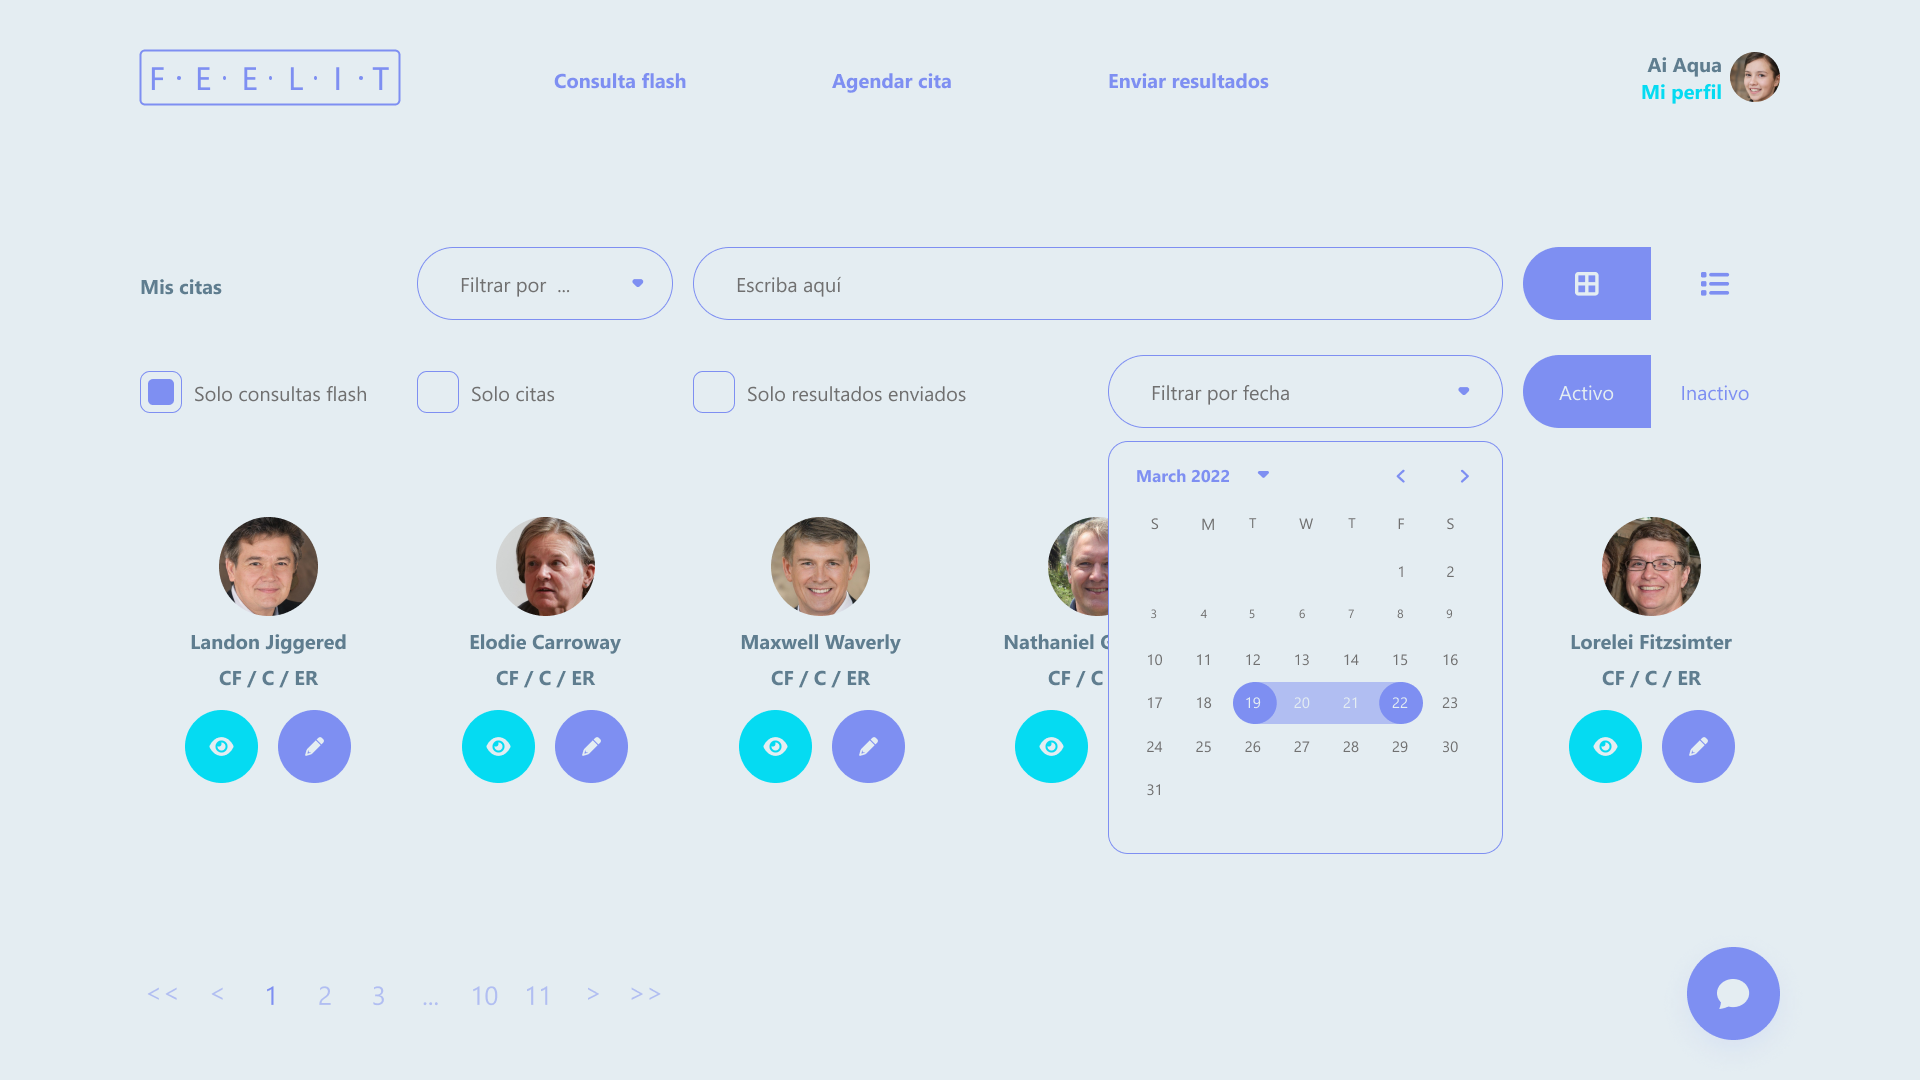 F·E·E·L·I·T
Consulta flash
Agendar cita
Enviar resultados
Ai Aqua
Mi perfil
Mis citas
Filtrar por ...
Escriba aquí
Solo consultas flash
Solo citas
Solo resultados enviados
Filtrar por fecha
Activo
Inactivo
March 2022
S M T W T F S
1 2
3 4 5 6 7 8 9
10 11 12 13 14 15 16
17 18 19 20 21 22 23
24 25 26 27 28 29 30
31
Landon Jiggered
CF / C / ER
Elodie Carroway
CF / C / ER
Maxwell Waverly
CF / C / ER
Nathaniel
CF / C
Lorelei Fitzsimter
CF / C / ER
<< < 1 2 3 ... 10 11 > >>